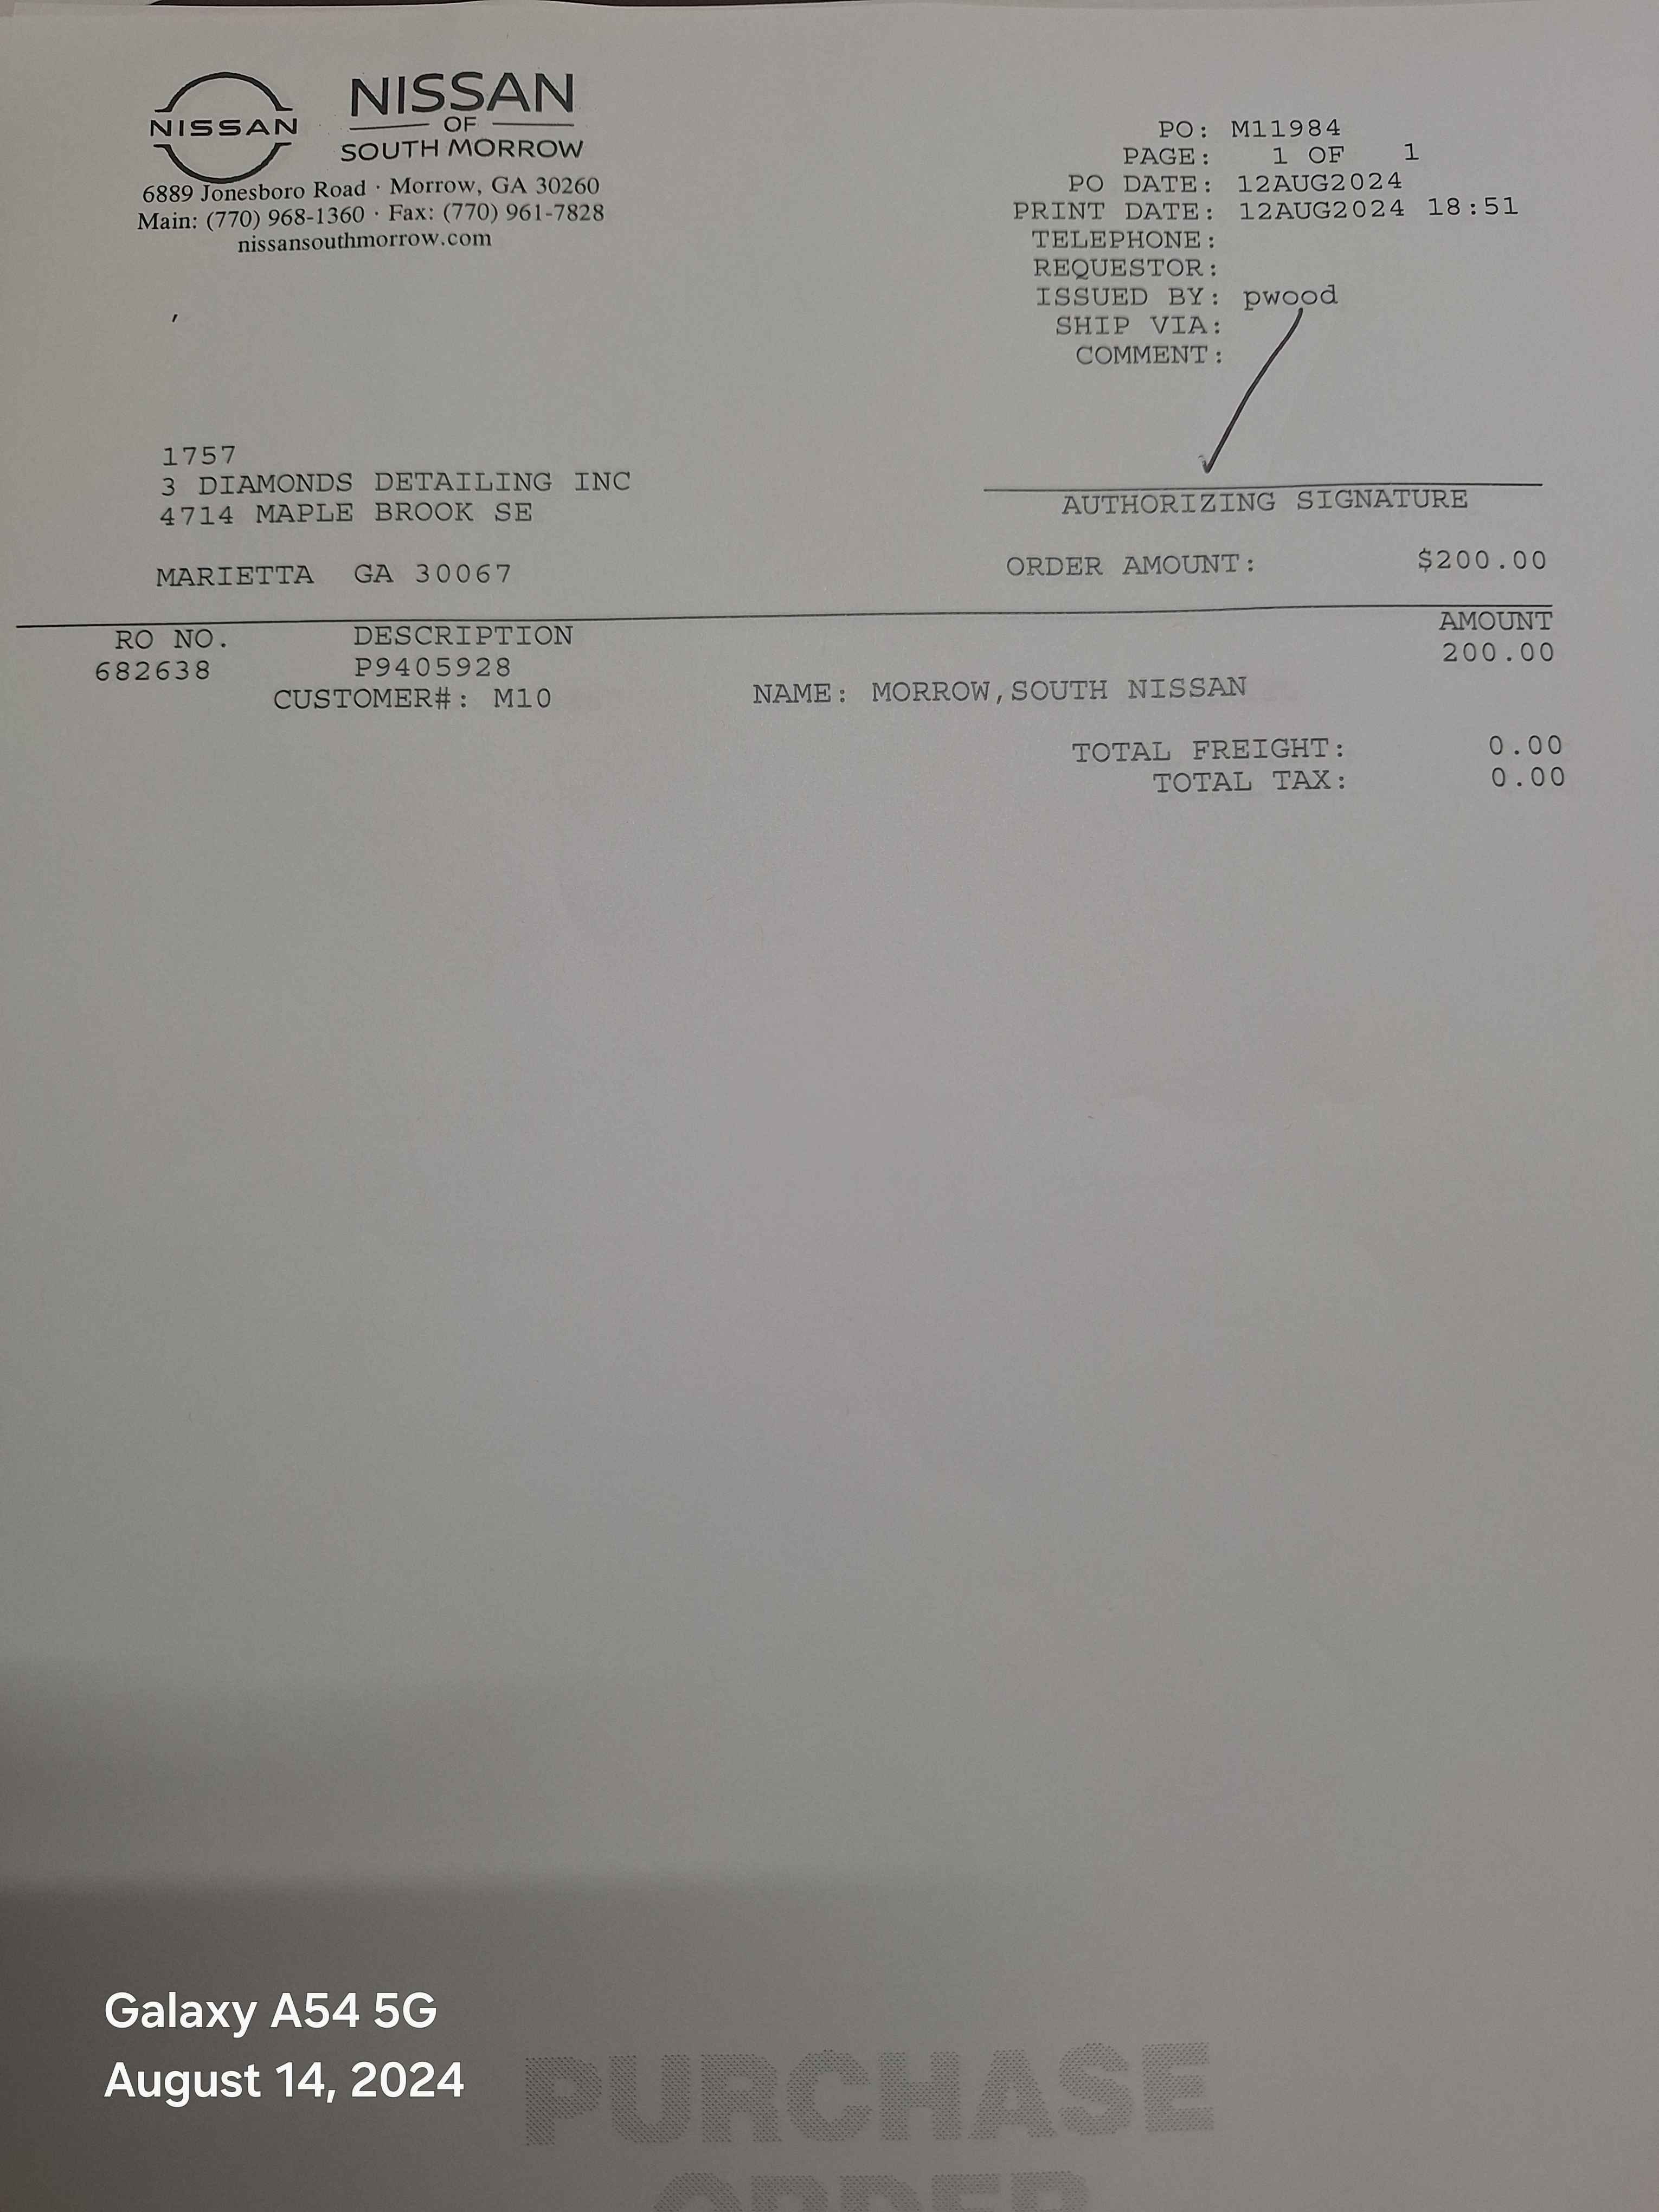 NISSAN
NISSAN
OF
SOUTH MORROW
6889 Jonesboro Road · Morrow, GA 30260
Main: (770) 968-1360 · Fax: (770) 961-7828
nissansouthmorrow.com
PO: M11984
PAGE: 1 OF 1
PO DATE: 12AUG2024
PRINT DATE: 12AUG2024 18:51
TELEPHONE:
REQUESTOR:
ISSUED BY: pwood
SHIP VIA:
COMMENT:
,
1757
3 DIAMONDS DETAILING INC
4714 MAPLE BROOK SE
MARIETTA GA 30067
AUTHORIZING SIGNATURE
ORDER AMOUNT: $200.00
RO NO. DESCRIPTION AMOUNT
682638 P9405928 200.00
CUSTOMER#: M10 NAME: MORROW,SOUTH NISSAN
TOTAL FREIGHT: 0.00
TOTAL TAX: 0.00
Galaxy A54 5G
August 14, 2024
PURCHASE
ORDER